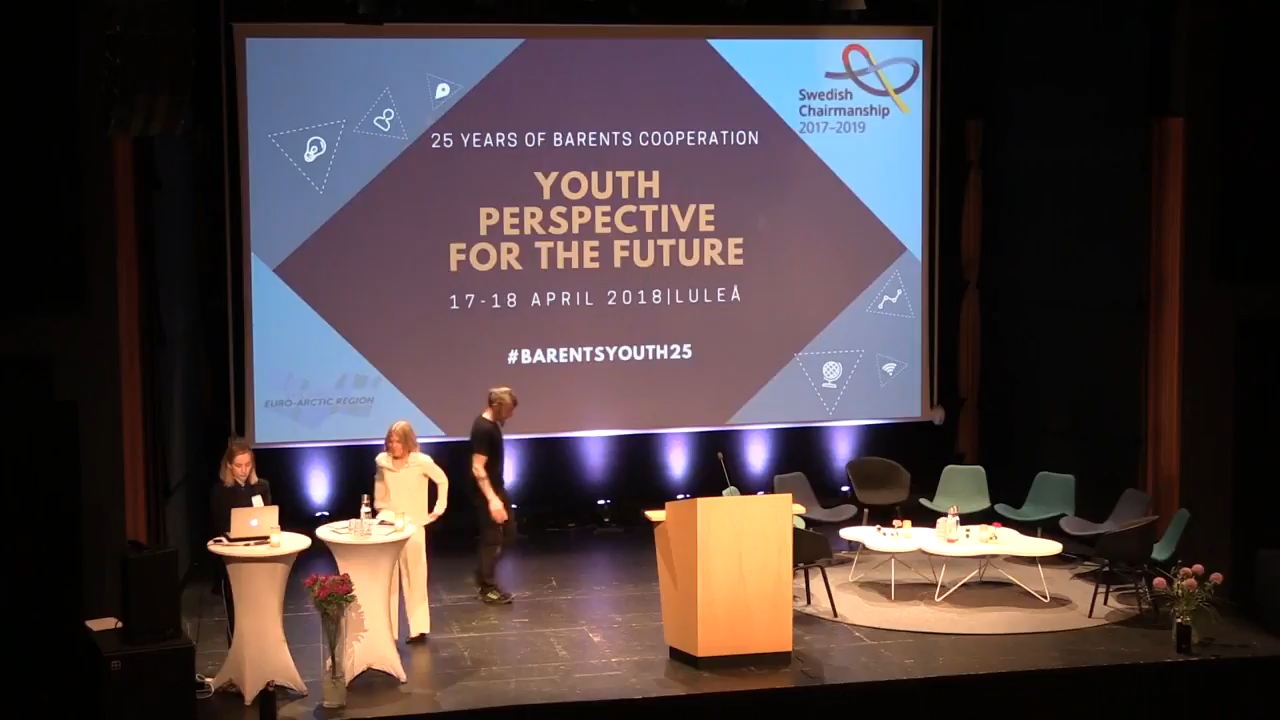 Swedish
Chairmanship
2017–2019
25 YEARS OF BARENTS COOPERATION
YOUTH
PERSPECTIVE
FOR THE FUTURE
17-18 APRIL 2018|LULEÅ
#BARENTSYOUTH25
EURO-ARCTIC REGION